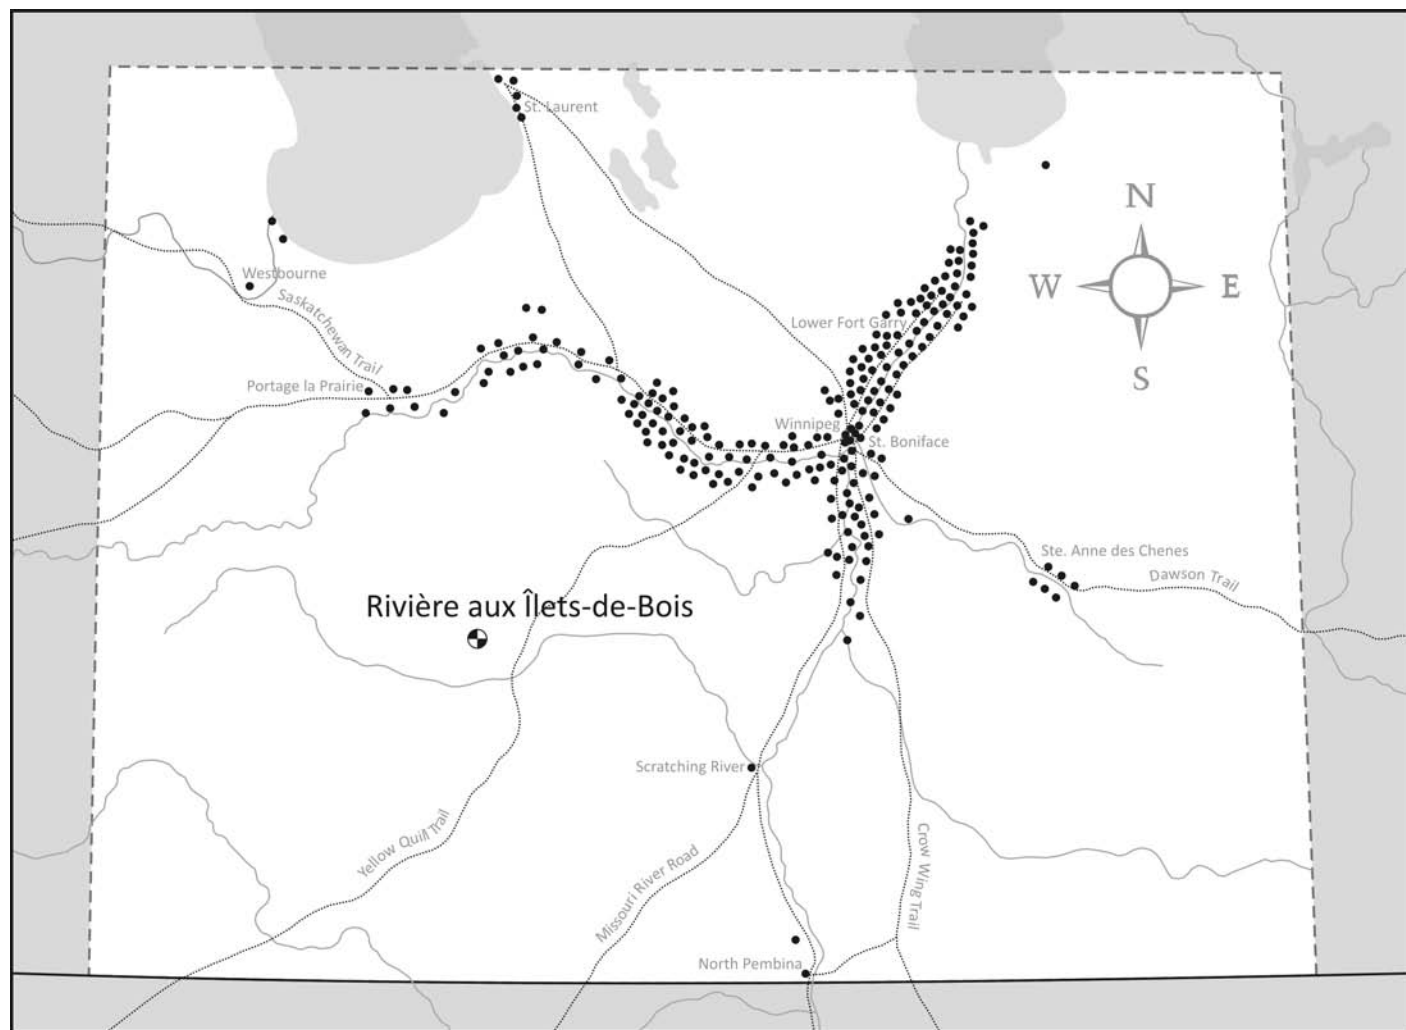 St. Laurent
N
W
E
S
Westbourne
Saskatchewan Trail
Lower Fort Garry
Portage la Prairie
Winnipeg
St. Boniface
Ste. Anne des Chenes
Dawson Trail
Rivière aux Îlets-de-Bois
Scratching River
Yellow Quill Trail
Missouri River Road
Crow Wing Trail
North Pembina